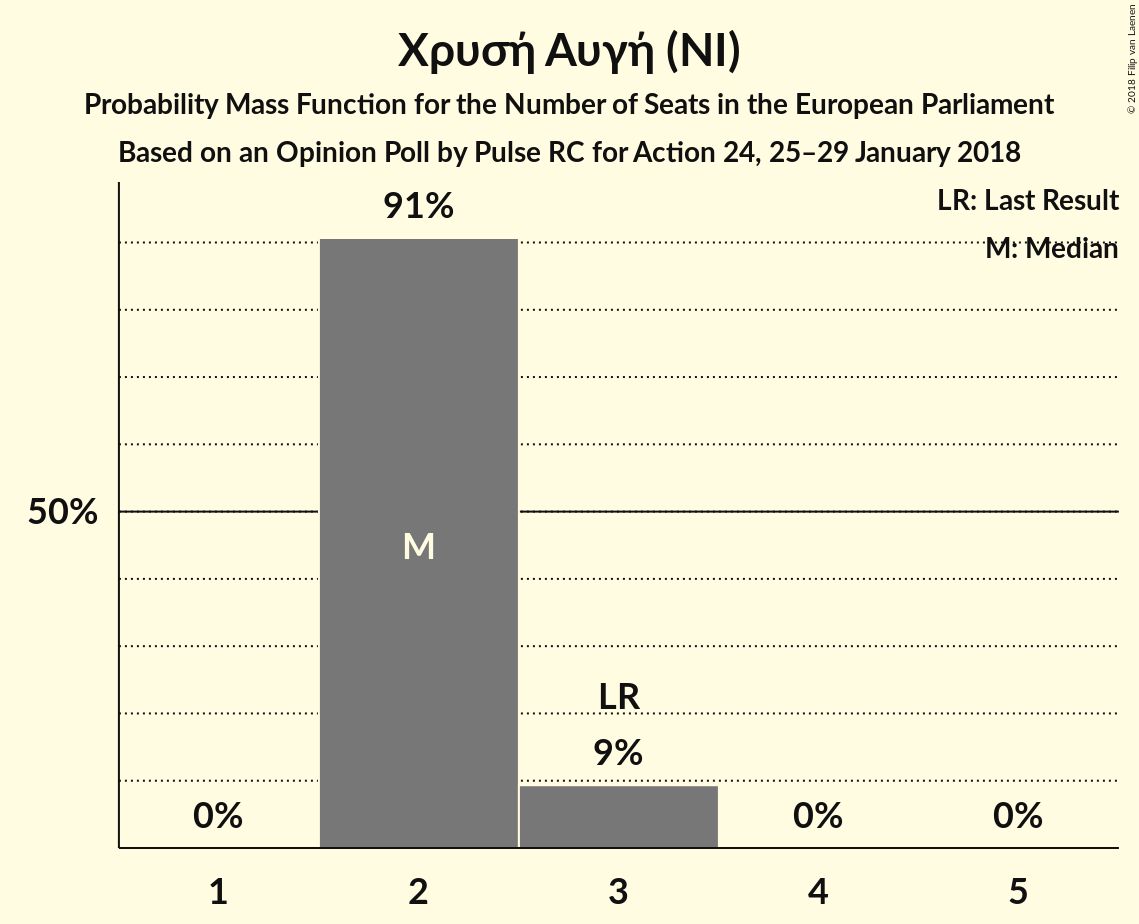 Χρυσή Αυγή (NI)
Probability Mass Function for the Number of Seats in the European Parliament
Based on an Opinion Poll by Pulse RC for Action 24, 25–29 January 2018
© 2018 Filip van Laenen
LR: Last Result
M: Median
91%
50%
M
LR
9%
0%
0%
0%
1
2
3
4
5